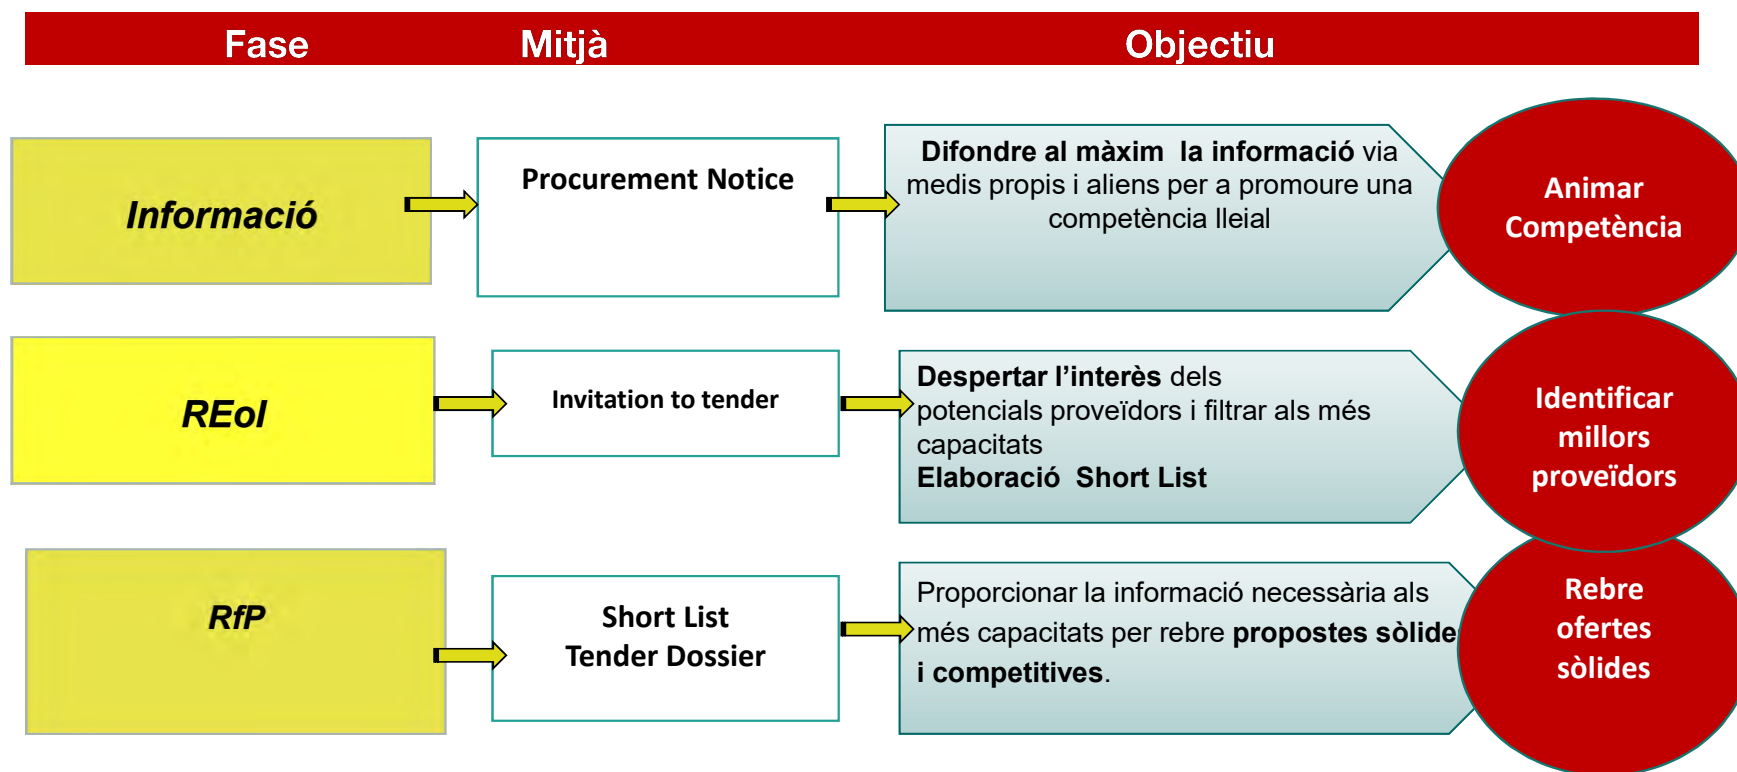 Fase Mitjà Objectiu
Informació
Procurement Notice
Difondre al màxim la informació via
medis propis i aliens per a promoure una
competència lleial
Animar
Competència
REoI
Invitation to tender
Despertar l’interès dels
potencials proveïdors i filtrar als més
capacitats
Elaboració Short List
Identificar
millors
proveïdors
RfP
Short List
Tender Dossier
Proporcionar la informació necessària als
més capacitats per rebre propostes sòlide
i competitives.
Rebre
ofertes
sòlides